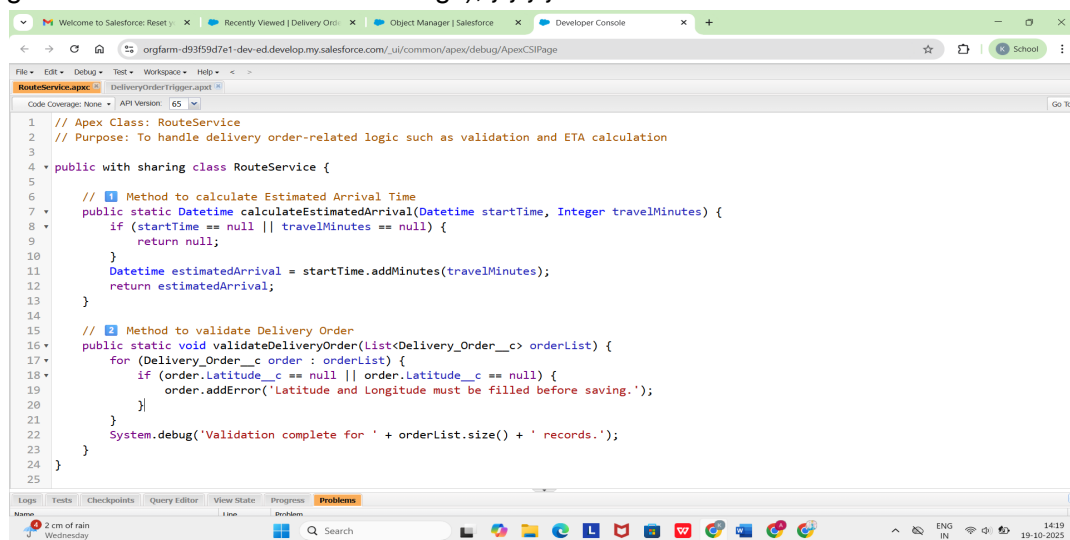 Welcome to Salesforce: Reset y
Recently Viewed | Delivery Orde
Object Manager | Salesforce
Developer Console
orgfarm-d93f59d7e1-dev-ed.develop.my.salesforce.com/_ui/common/apex/debug/ApexCSIPage
K School
File Edit Debug Test Workspace Help < >
RouteService.apxc DeliveryOrderTrigger.apxt
Code Coverage: None API Version: 65 Go To
1 // Apex Class: RouteService
2 // Purpose: To handle delivery order-related logic such as validation and ETA calculation
3
4 public with sharing class RouteService {
5
6 // 1️⃣ Method to calculate Estimated Arrival Time
7 public static Datetime calculateEstimatedArrival(Datetime startTime, Integer travelMinutes) {
8 if (startTime == null || travelMinutes == null) {
9 return null;
10 }
11 Datetime estimatedArrival = startTime.addMinutes(travelMinutes);
12 return estimatedArrival;
13 }
14
15 // 2️⃣ Method to validate Delivery Order
16 public static void validateDeliveryOrder(List<Delivery_Order__c> orderList) {
17 for (Delivery_Order__c order : orderList) {
18 if (order.Latitude__c == null || order.Latitude__c == null) {
19 order.addError('Latitude and Longitude must be filled before saving.');
20 }
21 }
22 System.debug('Validation complete for ' + orderList.size() + ' records.');
23 }
24 }
25
Logs Tests Checkpoints Query Editor View State Progress Problems
Name Line Problem
4 2 cm of rain
Wednesday
Search
ENG
IN
14:19
19-10-2025